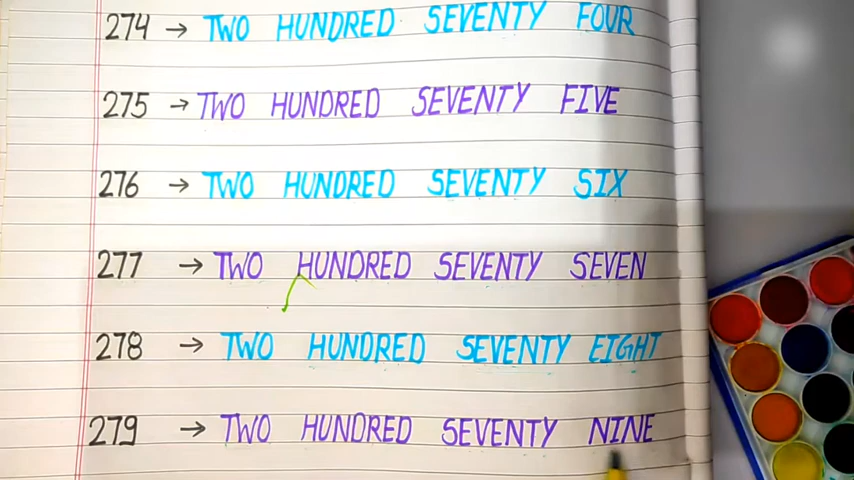 274 → TWO HUNDRED SEVENTY FOUR
275 → TWO HUNDRED SEVENTY FIVE
276 → TWO HUNDRED SEVENTY SIX
277 → TWO HUNDRED SEVENTY SEVEN
278 → TWO HUNDRED SEVENTY EIGHT
279 → TWO HUNDRED SEVENTY NINE